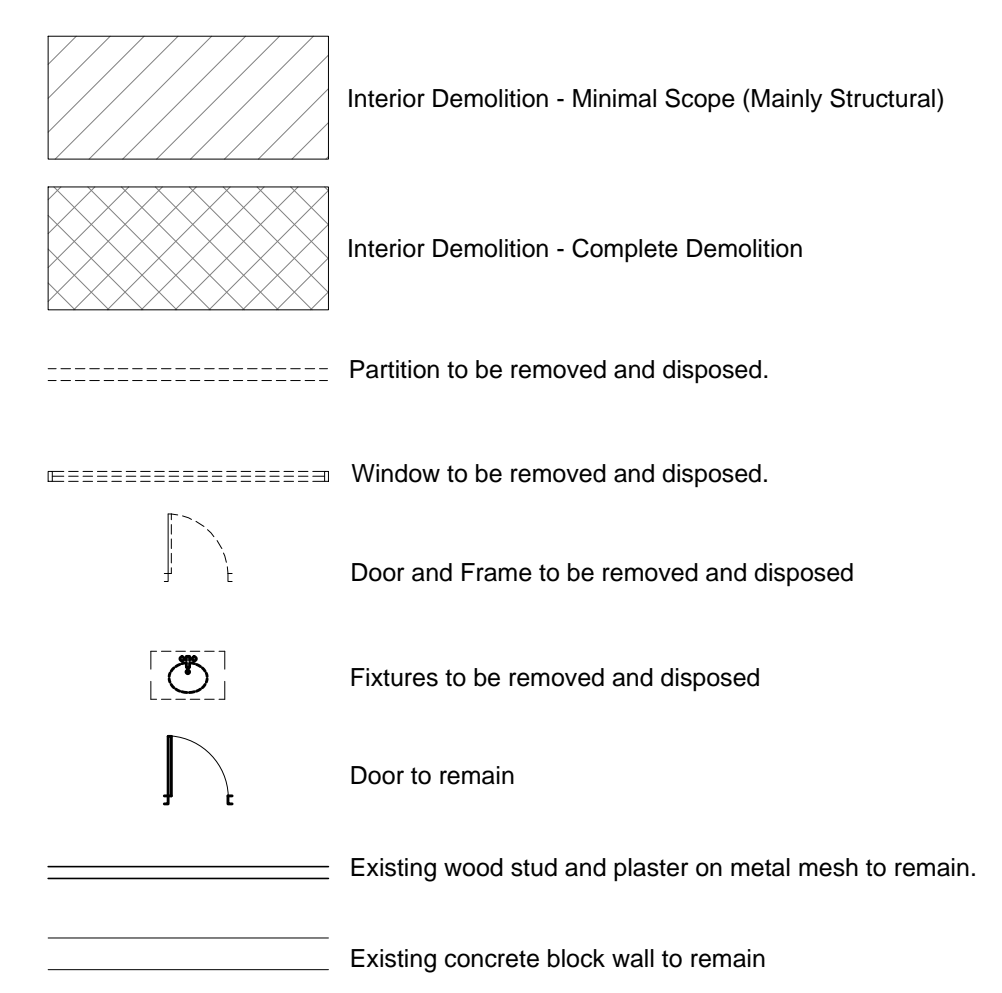 Interior Demolition - Minimal Scope (Mainly Structural)
Interior Demolition - Complete Demolition
Partition to be removed and disposed.
Window to be removed and disposed.
Door and Frame to be removed and disposed
Fixtures to be removed and disposed
Door to remain
Existing wood stud and plaster on metal mesh to remain.
Existing concrete block wall to remain